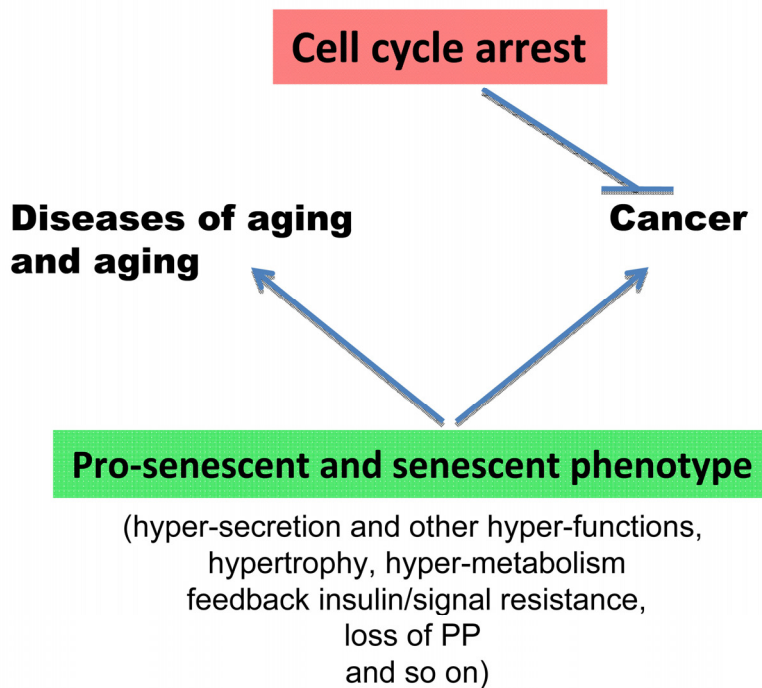 Cell cycle arrest
Diseases of aging
and aging
Cancer
Pro-senescent and senescent phenotype
(hyper-secretion and other hyper-functions,
hypertrophy, hyper-metabolism
feedback insulin/signal resistance,
loss of PP
and so on)